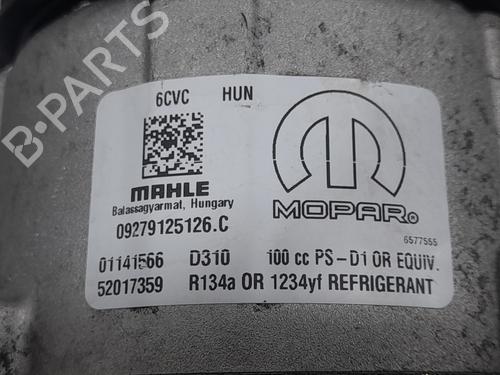 B-PARTS
6CVC HUN
MAHLE
Balassagyarmat, Hungary
09279125126.C
MOPAR®
6577555
01141566 D310 100 cc PS-D1 OR EQUIV.
52017359 R134a OR 1234yf REFRIGERANT